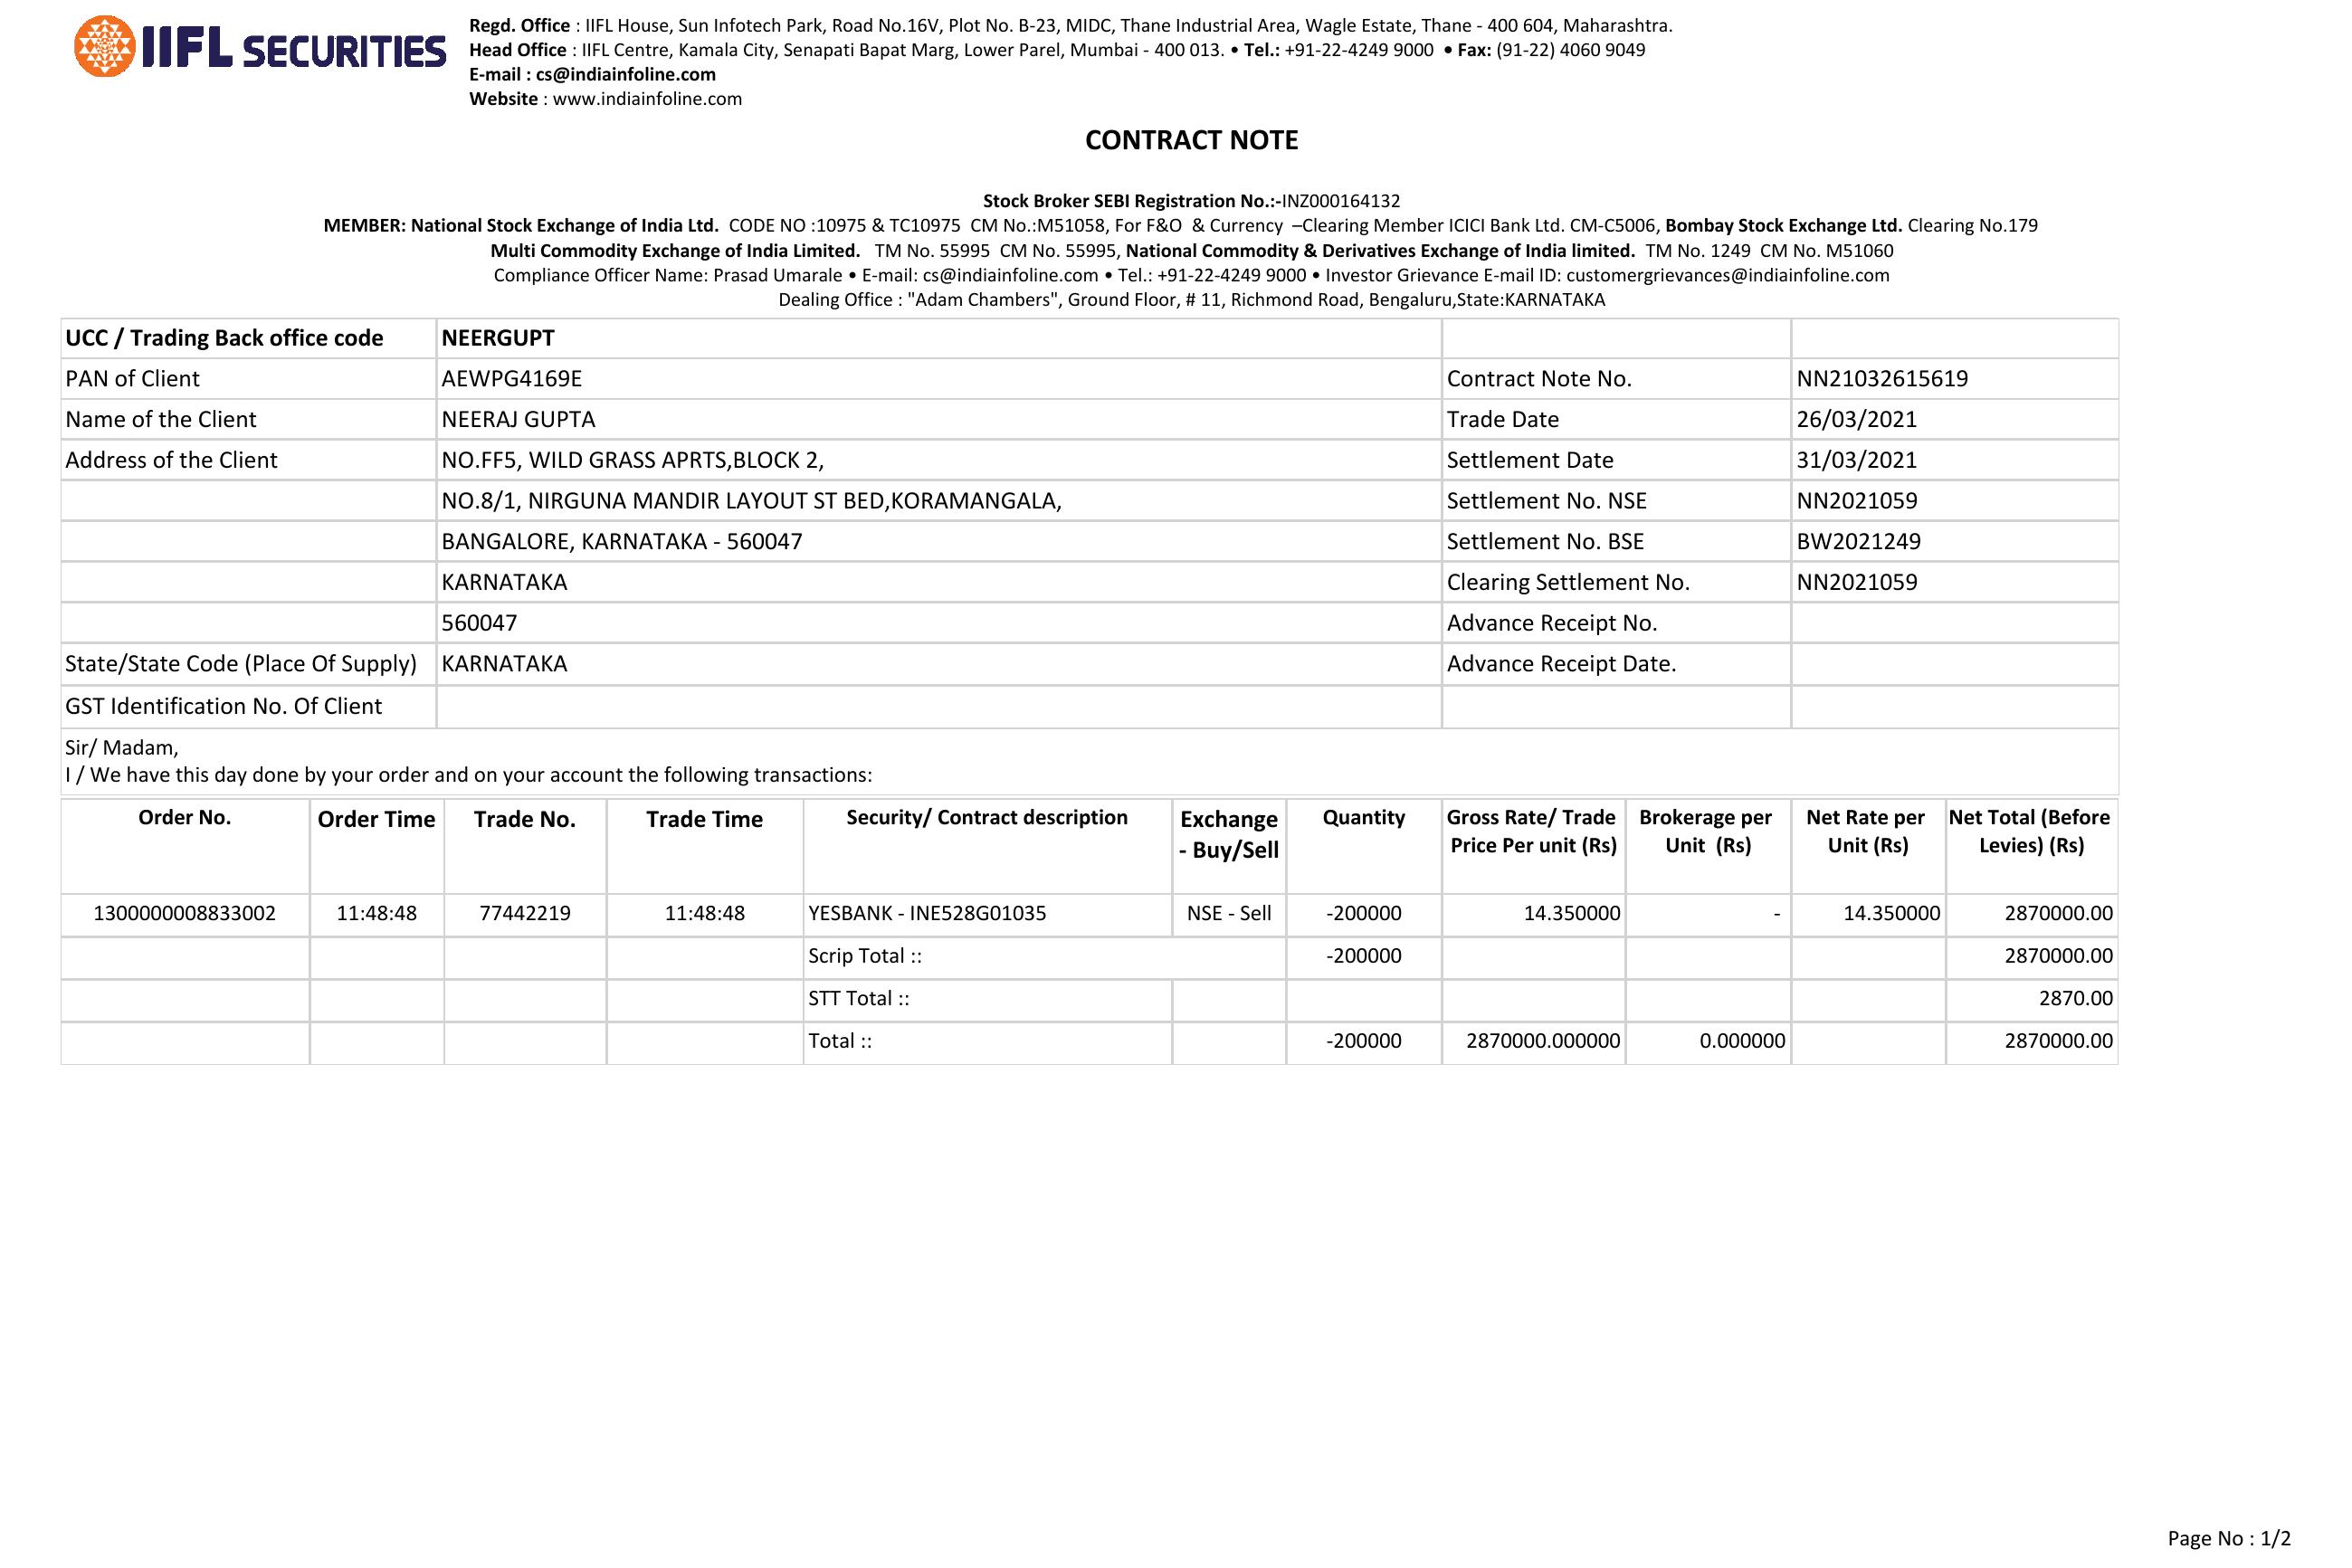 IIFL SECURITIES
Regd. Office : IIFL House, Sun Infotech Park, Road No.16V, Plot No. B-23, MIDC, Thane Industrial Area, Wagle Estate, Thane - 400 604, Maharashtra.
Head Office : IIFL Centre, Kamala City, Senapati Bapat Marg, Lower Parel, Mumbai - 400 013. • Tel.: +91-22-4249 9000 • Fax: (91-22) 4060 9049
E-mail : cs@indiainfoline.com
Website : www.indiainfoline.com
CONTRACT NOTE
Stock Broker SEBI Registration No.:-INZ000164132
MEMBER: National Stock Exchange of India Ltd. CODE NO :10975 & TC10975 CM No.:M51058, For F&O & Currency –Clearing Member ICICI Bank Ltd. CM-C5006, Bombay Stock Exchange Ltd. Clearing No.179
Multi Commodity Exchange of India Limited. TM No. 55995 CM No. 55995, National Commodity & Derivatives Exchange of India limited. TM No. 1249 CM No. M51060
Compliance Officer Name: Prasad Umarale • E-mail: cs@indiainfoline.com • Tel.: +91-22-4249 9000 • Investor Grievance E-mail ID: customergrievances@indiainfoline.com
Dealing Office : "Adam Chambers", Ground Floor, # 11, Richmond Road, Bengaluru,State:KARNATAKA
UCC / Trading Back office code NEERGUPT
PAN of Client AEWPG4169E Contract Note No. NN21032615619
Name of the Client NEERAJ GUPTA Trade Date 26/03/2021
Address of the Client NO.FF5, WILD GRASS APRTS,BLOCK 2, Settlement Date 31/03/2021
NO.8/1, NIRGUNA MANDIR LAYOUT ST BED,KORAMANGALA, Settlement No. NSE NN2021059
BANGALORE, KARNATAKA - 560047 Settlement No. BSE BW2021249
KARNATAKA Clearing Settlement No. NN2021059
560047 Advance Receipt No.
State/State Code (Place Of Supply) KARNATAKA Advance Receipt Date.
GST Identification No. Of Client
Sir/ Madam,
I / We have this day done by your order and on your account the following transactions:
Order No. Order Time Trade No. Trade Time Security/ Contract description Exchange Quantity Gross Rate/ Trade Brokerage per Net Rate per Net Total (Before
- Buy/Sell Price Per unit (Rs) Unit (Rs) Unit (Rs) Levies) (Rs)
1300000008833002 11:48:48 77442219 11:48:48 YESBANK - INE528G01035 NSE - Sell -200000 14.350000 - 14.350000 2870000.00
Scrip Total :: -200000 2870000.00
STT Total :: 2870.00
Total :: -200000 2870000.000000 0.000000 2870000.00
Page No : 1/2